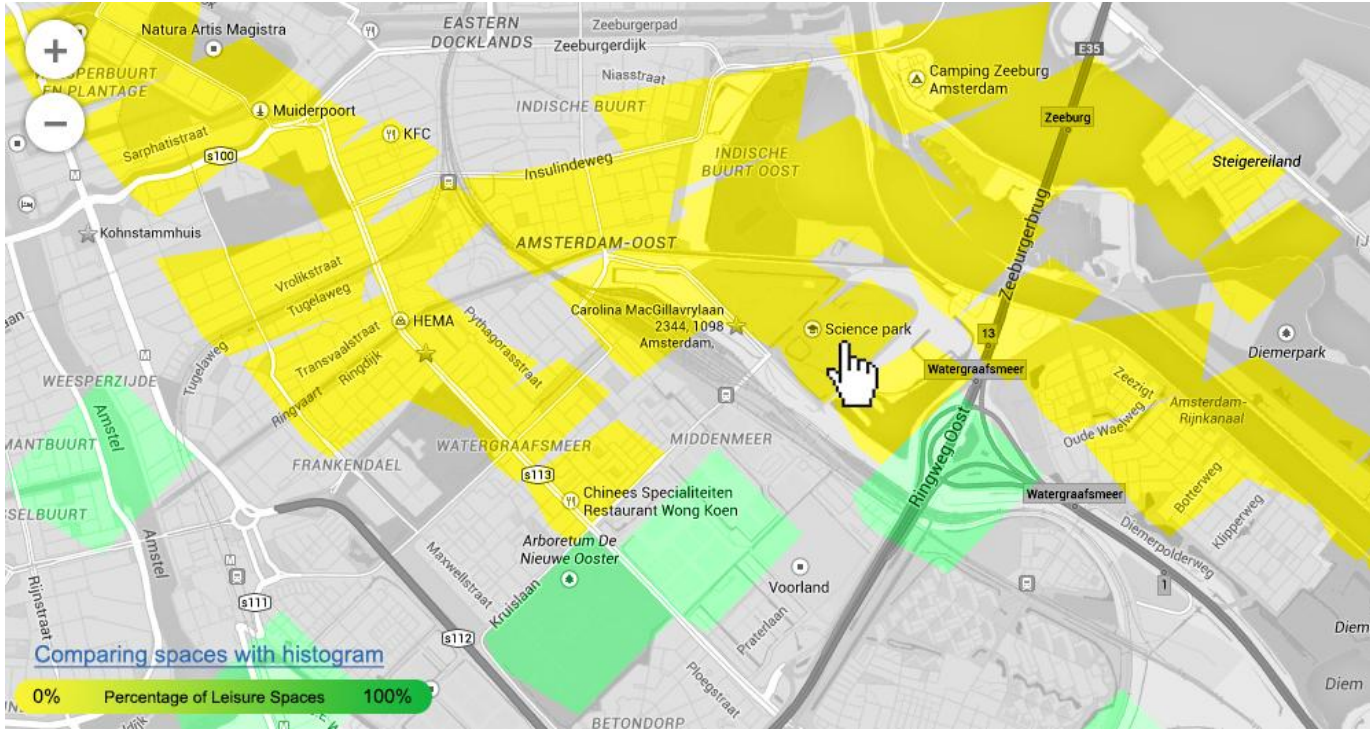 +
−
Natura Artis Magistra
EASTERN
DOCKLANDS
Zeeburgerpad
Zeeburgerdijk
E35
EN PLANTAGE
Niasstraat
Camping Zeeburg
Amsterdam
Muiderpoort
INDISCHE BUURT
Zeeburg
Sarphatistraat
s100
KFC
Insulindeweg
INDISCHE
BUURT OOST
Steigereiland
M
Kohnstammhuis
AMSTERDAM-OOST
IJ
Zeeburgerbrug
Vrolikstraat
Tugelaweg
HEMA
Carolina MacGillavrylaan
2344, 1098
Amsterdam,
Science park
13
Diemerpark
Pythagorasstraat
Transvaalstraat
Ringdijk
Ringvaart
Tugelaweg
M
Watergraafsmeer
WEESPERZIJDE
Zeezigt
Amsterdam-
Rijnkanaal
Oude Waelweg
Amstel
MANTBUURT
WATERGRAAFSMEER
MIDDENMEER
Ringweg Oost
FRANKENDAEL
s113
Botterweg
Chinees Specialiteiten
Restaurant Wong Koen
Watergraafsmeer
Klipperweg
SELBUURT
Amstel
Arboretum De
Nieuwe Ooster
Diemerpolderweg
Maxwellstraat
M
Voorland
1
Rijnstraat
s111
Kruislaan
s112
Praterlaan
Diem
Comparing spaces with histogram
Ploegstraat
0%
Percentage of Leisure Spaces
100%
Diem
BETONDORP
M